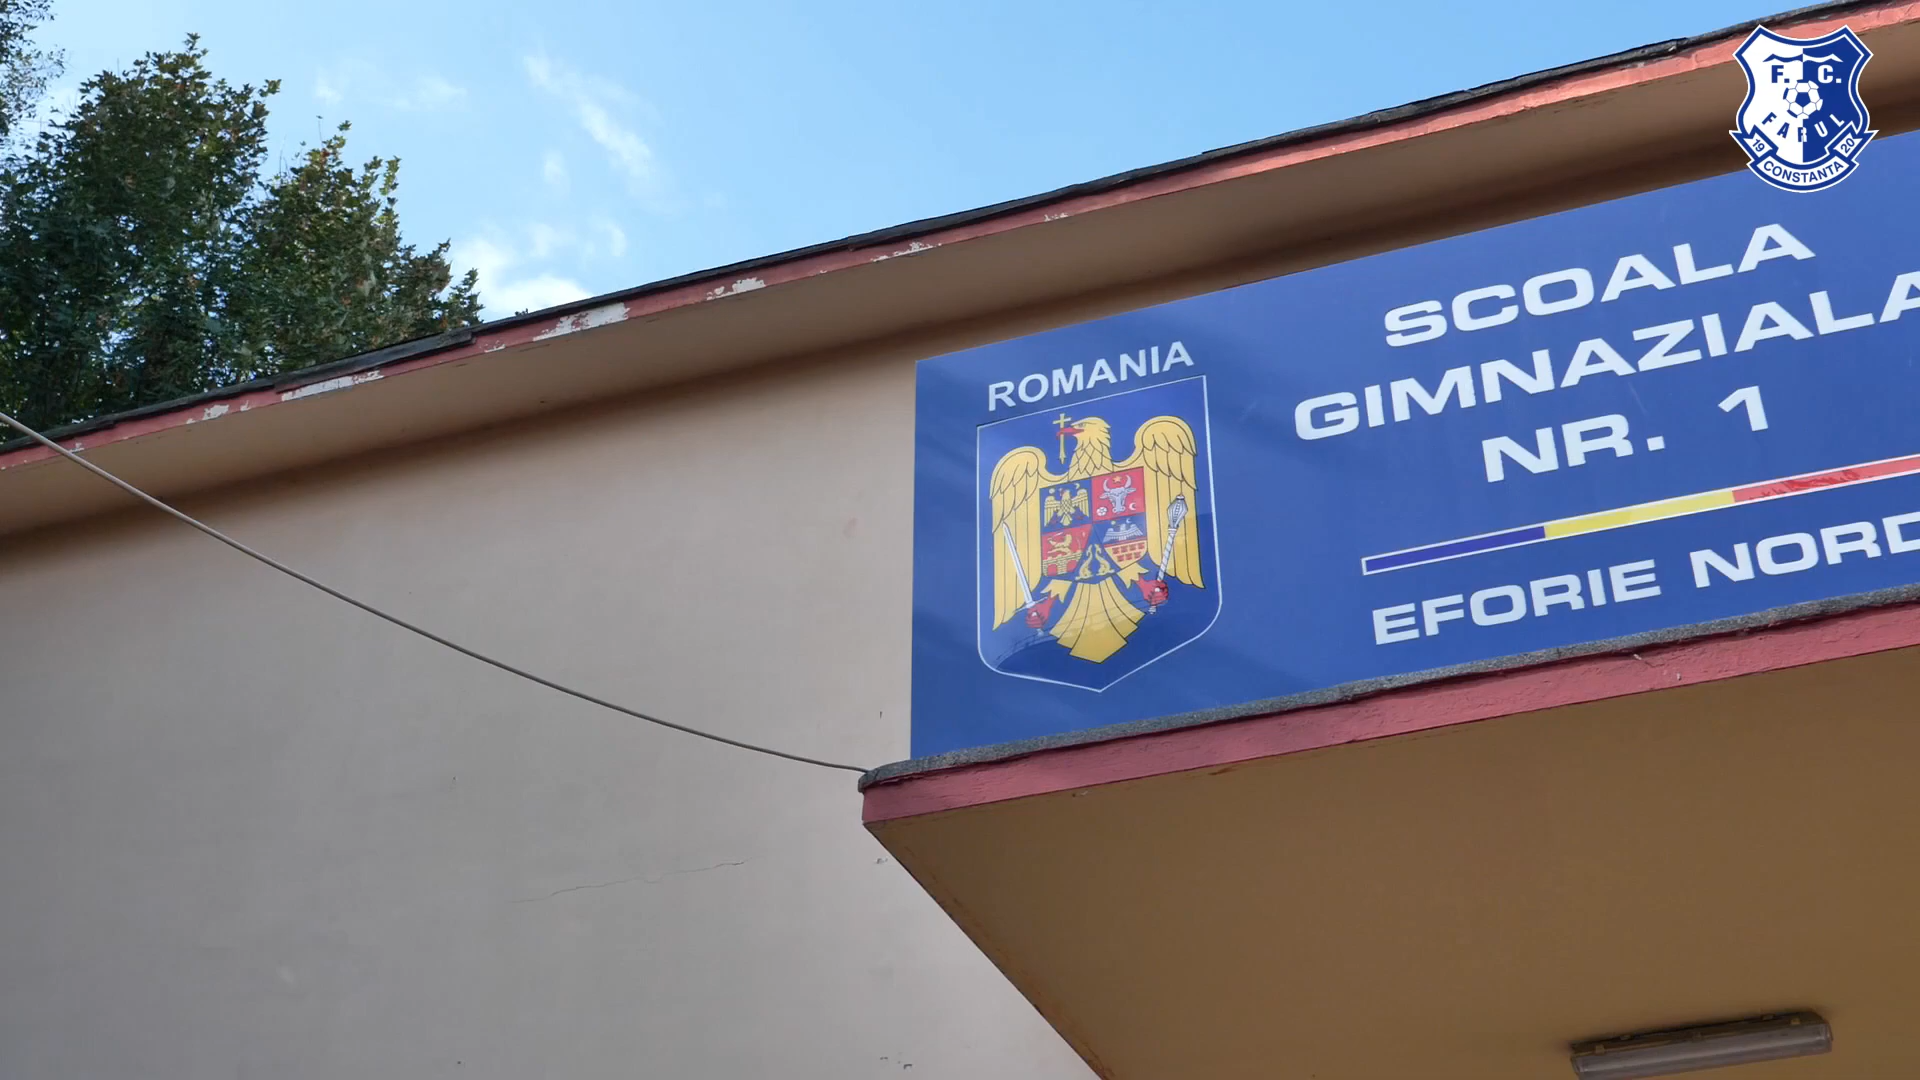 F. C.
FARUL
19 20
CONSTANTA
ROMANIA
SCOALA
GIMNAZIALA
NR. 1
EFORIE NORD